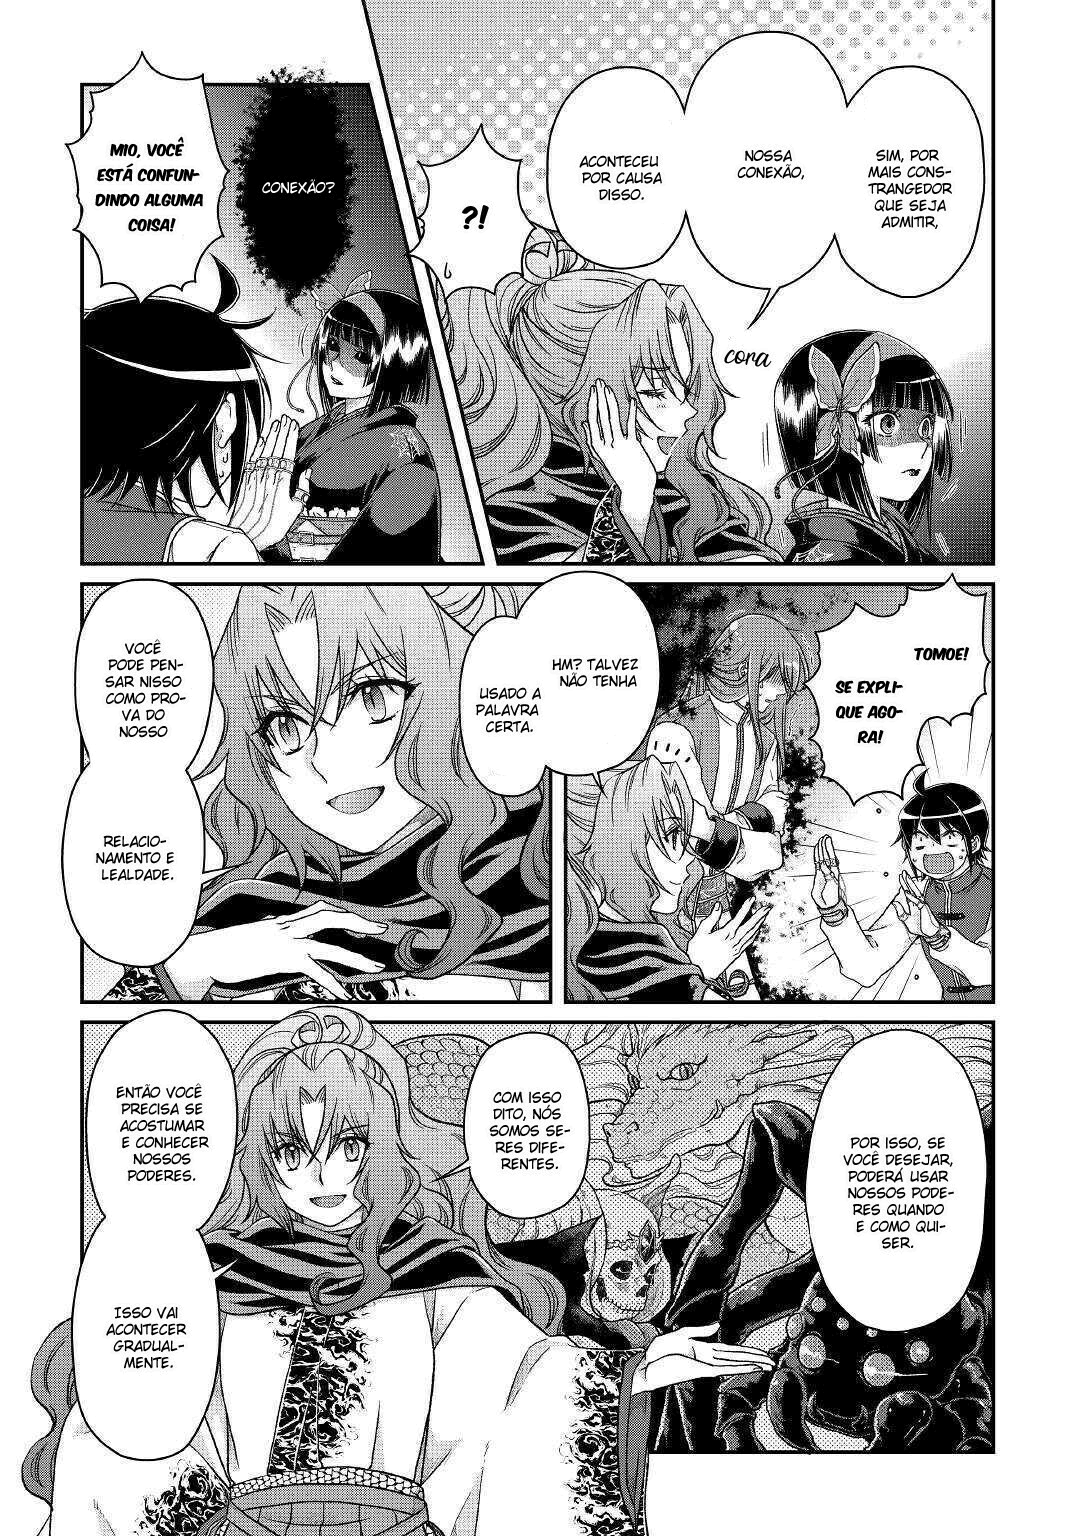 SIM, POR
MAIS CONS-
TRANGEDOR
QUE SEJA
ADMITIR,
NOSSA
CONEXÃO,
ACONTECEU
POR CAUSA
DISSO.
cora
?!
CONEXÃO?
MIO, VOCÊ
ESTÁ CONFUN-
DINDO ALGUMA
COISA!
TOMOE!
SE EXPLI-
QUE AGO-
RA!
HM? TALVEZ
NÃO TENHA
USADO A
PALAVRA
CERTA.
VOCÊ
PODE PEN-
SAR NISSO
COMO PRO-
VA DO
NOSSO
RELACIO-
NAMENTO E
LEALDADE.
POR ISSO, SE
VOCÊ DESEJAR,
PODERÁ USAR
NOSSOS PODE-
RES QUANDO
E COMO QUI-
SER.
COM ISSO
DITO, NÓS
SOMOS SE-
RES DIFE-
RENTES.
ENTÃO VOCÊ
PRECISA SE
ACOSTUMAR
E CONHECER
NOSSOS
PODERES.
ISSO VAI
ACONTECER
GRADUAL-
MENTE.